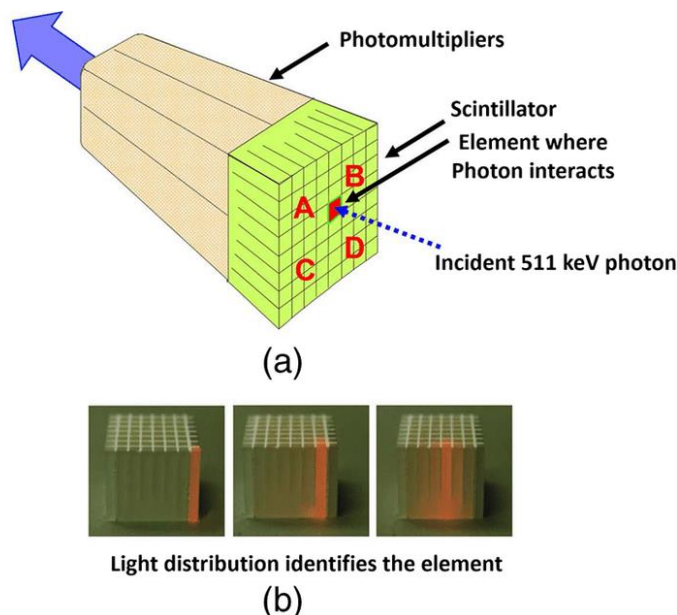 Photomultipliers
Scintillator
Element where
Photon interacts
B
A
D
C
Incident 511 keV photon
(a)
Light distribution identifies the element
(b)